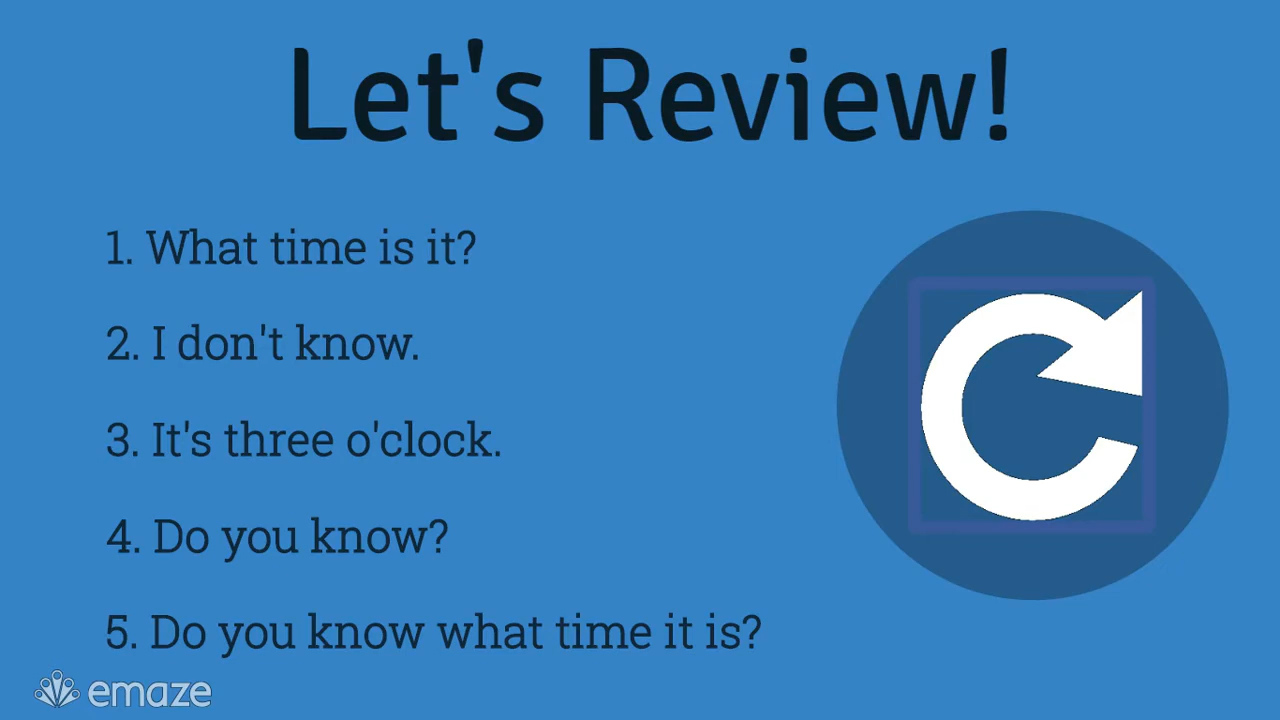 Let's Review!
1. What time is it?
2. I don't know.
3. It's three o'clock.
4. Do you know?
5. Do you know what time it is?
emaze